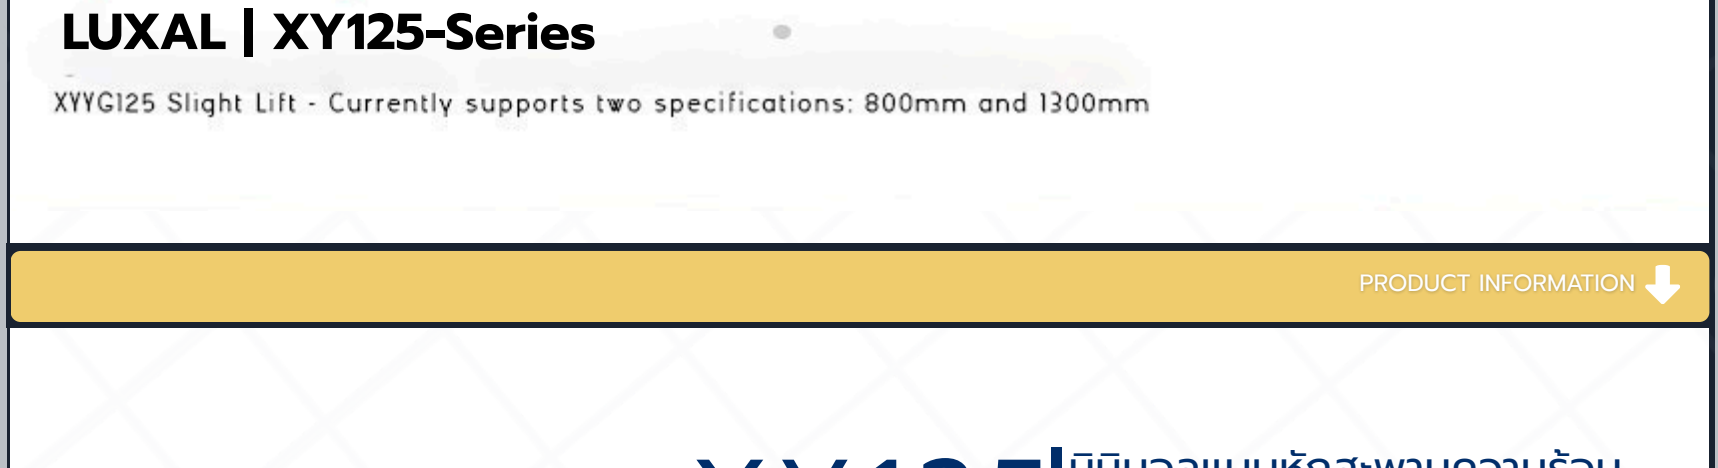 LUXAL | XY125-Series
XYYG125 Slight Lift - Currently supports two specifications: 800mm and 1300mm
PRODUCT INFORMATION